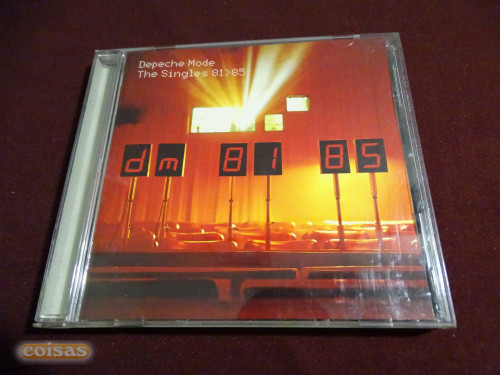 Depeche Mode
The Singles 81>85
dm 81 85
coisas